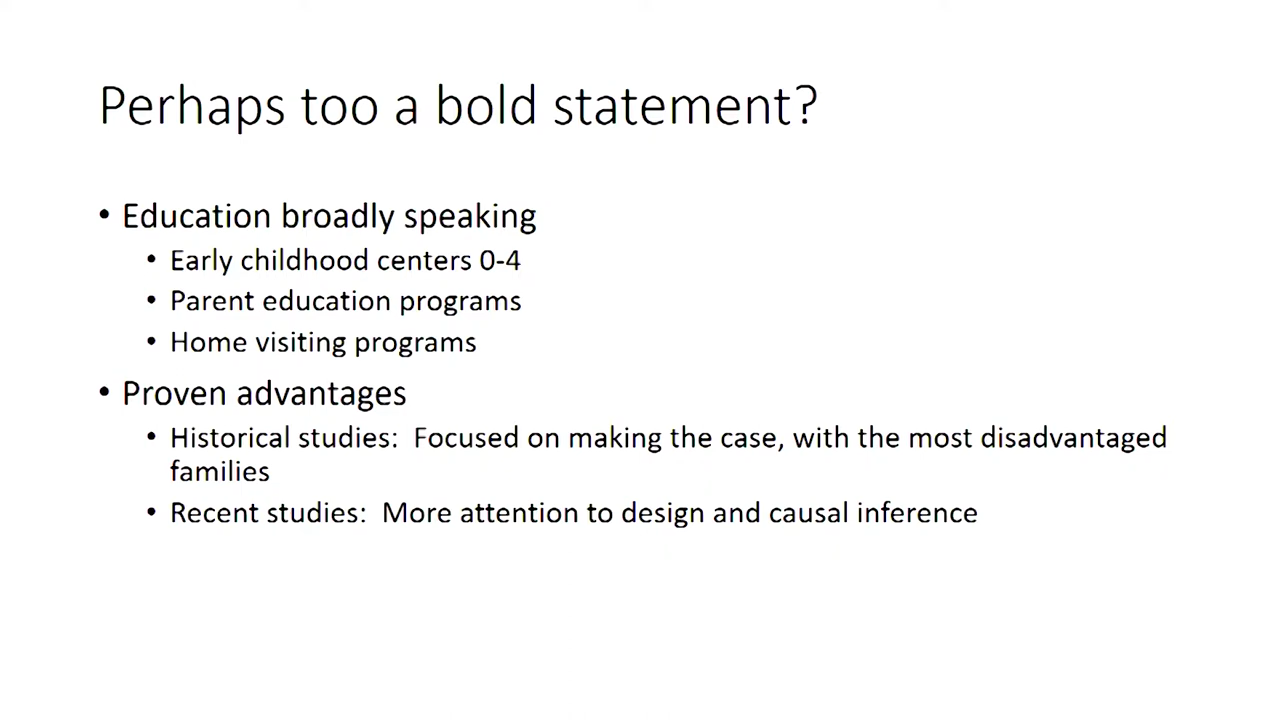 Perhaps too a bold statement?
• Education broadly speaking
• Early childhood centers 0-4
• Parent education programs
• Home visiting programs
• Proven advantages
• Historical studies:  Focused on making the case, with the most disadvantaged
families
• Recent studies:  More attention to design and causal inference